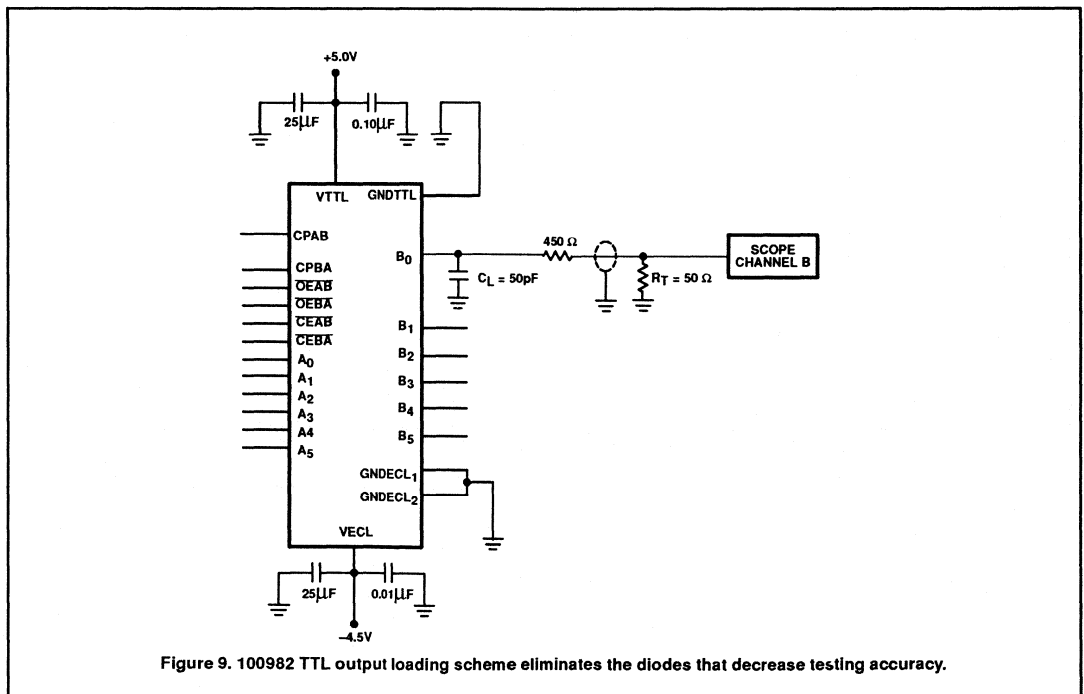 +5.0V
25μF
0.10μF
VTTL
GNDTTL
CPAB
CPBA
OEAB
OEBA
CEAB
CEBA
A0
A1
A2
A3
A4
A5
B0
CL = 50pF
450 Ω
RT = 50 Ω
SCOPE
CHANNEL B
B1
B2
B3
B4
B5
GNDECL1
GNDECL2
VECL
25μF
0.01μF
–4.5V
Figure 9. 100982 TTL output loading scheme eliminates the diodes that decrease testing accuracy.